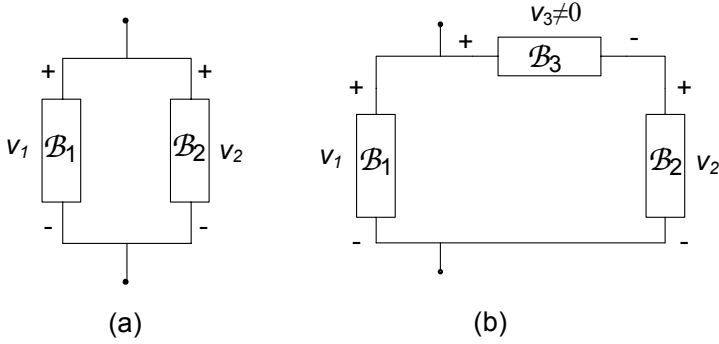 + +
v1 ℬ1 ℬ2 v2
- -
(a)
v3≠0
+ ℬ3 -
+ +
v1 ℬ1 ℬ2 v2
- -
(b)